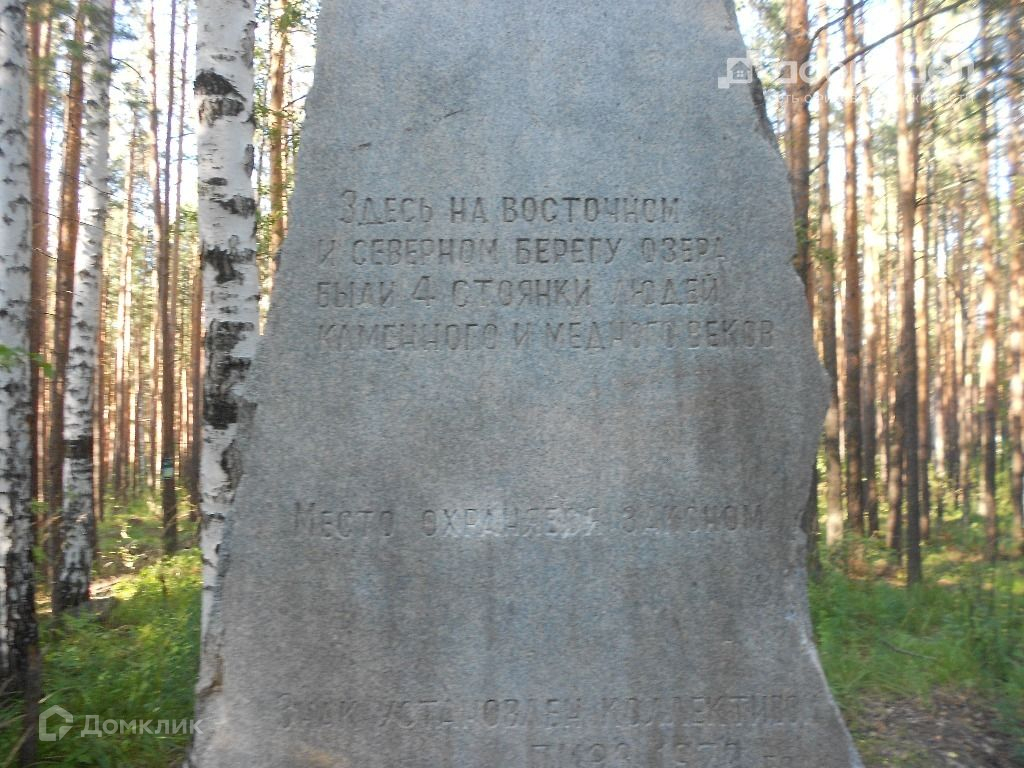 Здесь на восточном
и северном берегу озера
были 4 стоянки людей
каменного и медного веков
Место охраняется законом
Знак установлен коллективом
Домклик